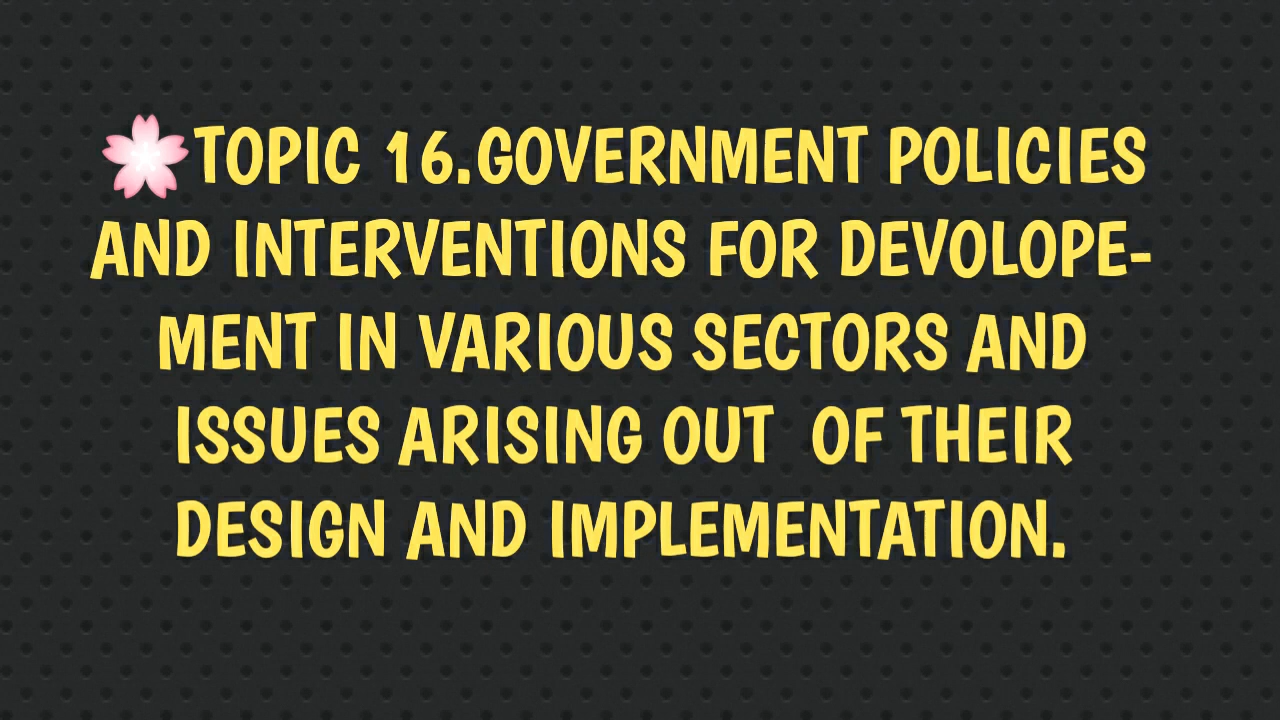 🌸TOPIC 16.GOVERNMENT POLICIES
AND INTERVENTIONS FOR DEVOLOPE-
MENT IN VARIOUS SECTORS AND
ISSUES ARISING OUT  OF THEIR
DESIGN AND IMPLEMENTATION.